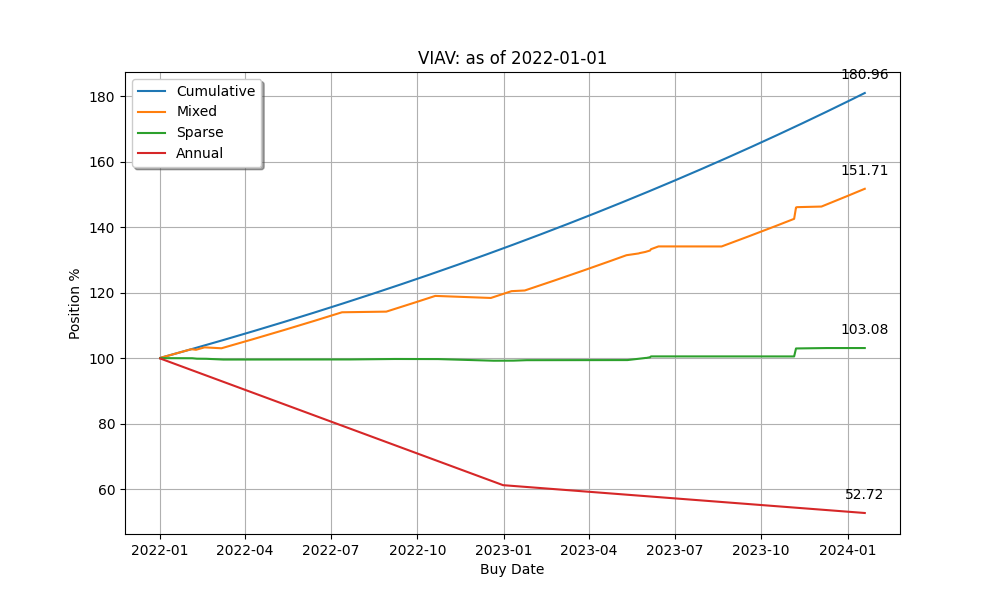 VIAV: as of 2022-01-01
180.96
Cumulative
Mixed
Sparse
Annual
151.71
103.08
52.72
180
160
140
120
100
80
60
Position %
2022-01 2022-04 2022-07 2022-10 2023-01 2023-04 2023-07 2023-10 2024-01
Buy Date